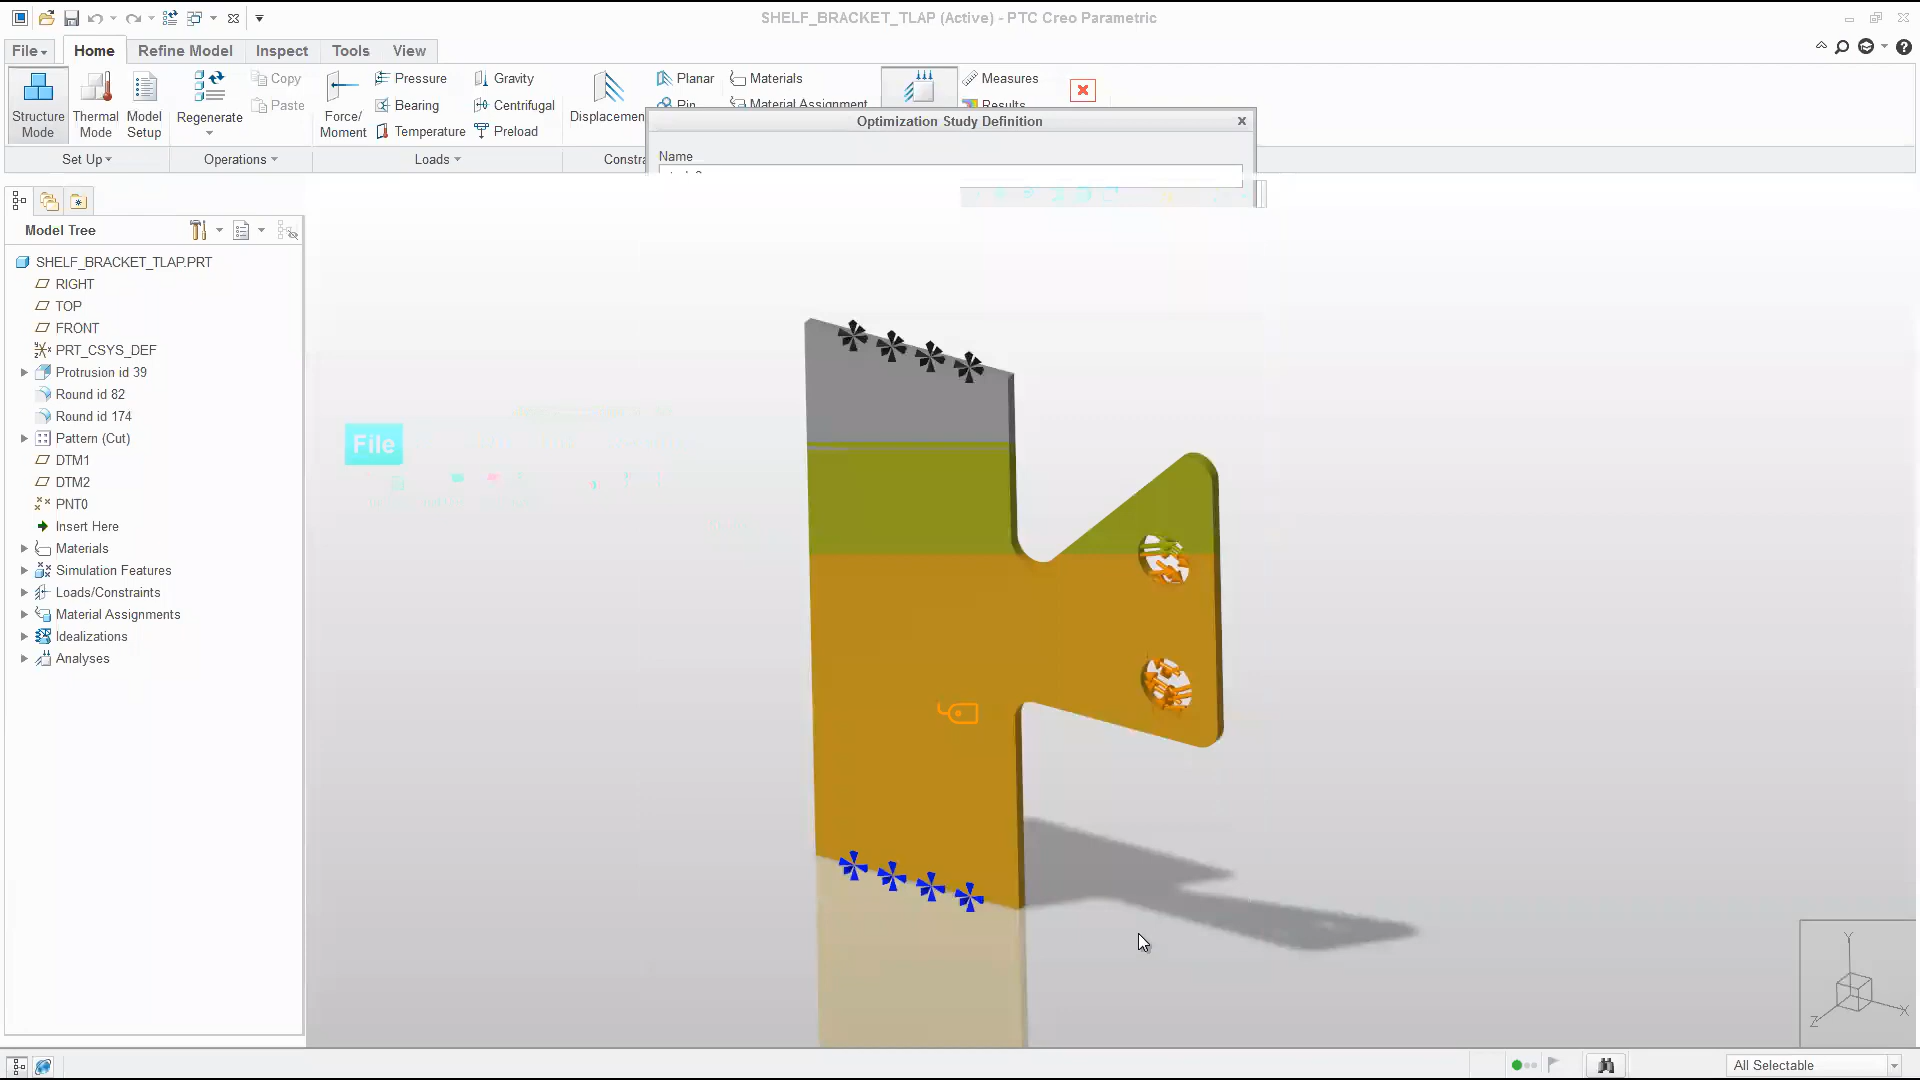 SHELF_BRACKET_TLAP (Active) - PTC Creo Parametric
File Home Refine Model Inspect Tools View
Structure Mode
Thermal Mode
Model Setup
Regenerate
Copy
Paste
Force/ Moment
Pressure
Bearing
Temperature
Gravity
Centrifugal
Preload
Displacemen
Planar
Pin
Materials
Material Assignment
Measures
Results
Set Up
Operations
Loads
Constra
Optimization Study Definition
Name
Model Tree
SHELF_BRACKET_TLAP.PRT
RIGHT
TOP
FRONT
PRT_CSYS_DEF
Protrusion id 39
Round id 82
Round id 174
Pattern (Cut)
DTM1
DTM2
PNT0
Insert Here
Materials
Simulation Features
Loads/Constraints
Material Assignments
Idealizations
Analyses
File
Y
X
Z
All Selectable